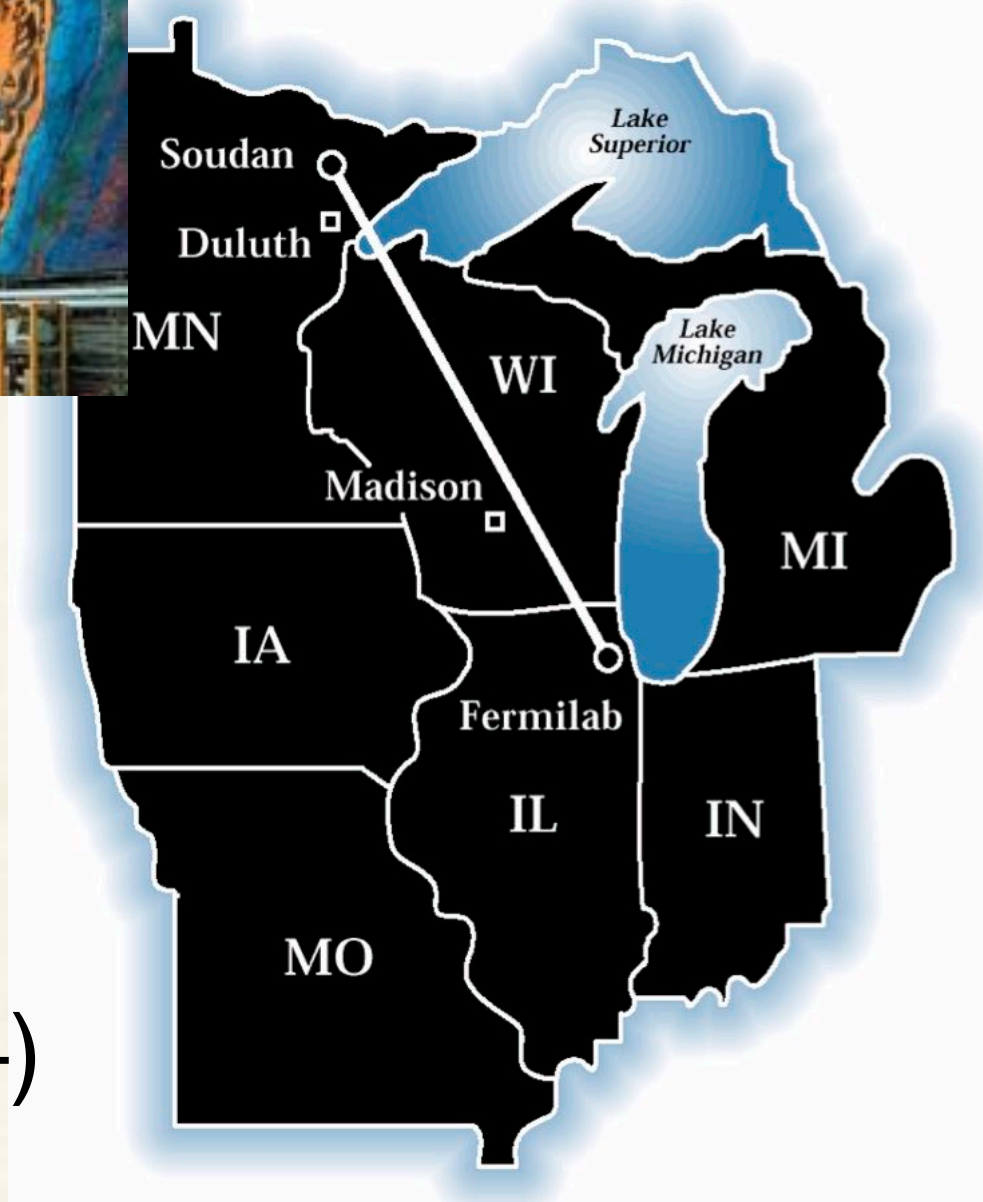 Lake
Superior
Soudan
Duluth
MN
Lake
Michigan
WI
Madison
MI
IA
Fermilab
IL
IN
MO
)